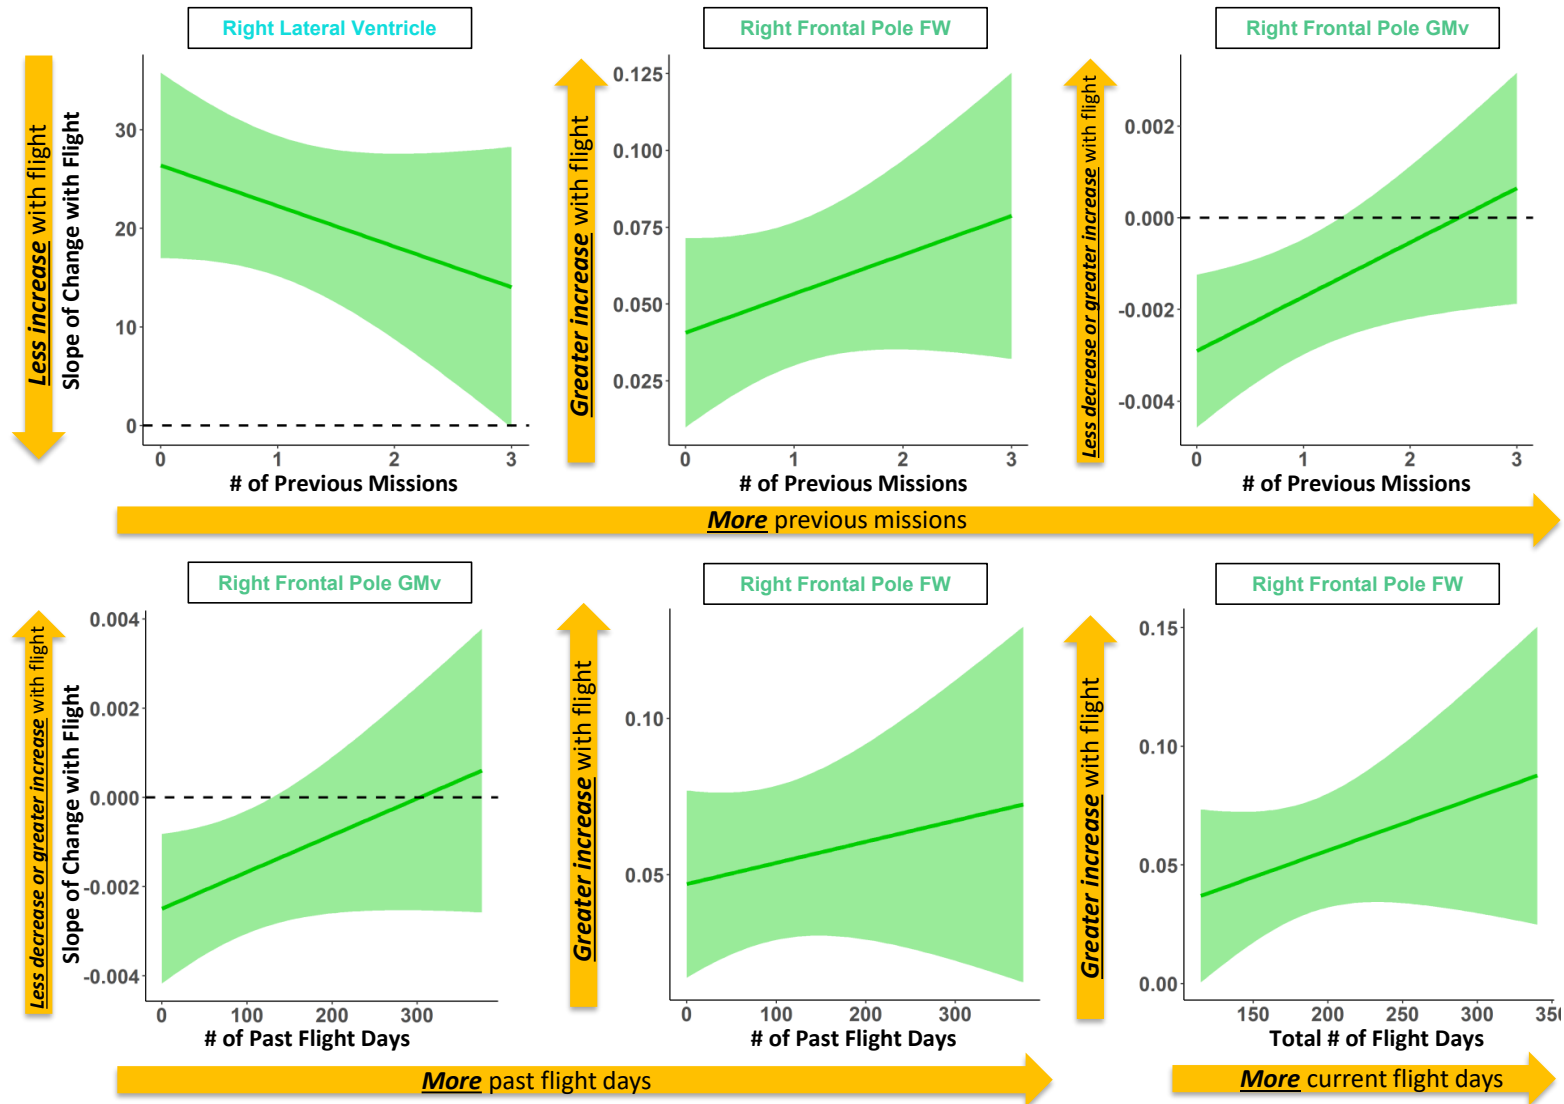 Right Lateral Ventricle
Less increase with flight
Slope of Change with Flight
30
20
10
0
0 1 2 3
# of Previous Missions
Right Frontal Pole FW
Greater increase with flight
0.125
0.100
0.075
0.050
0.025
0 1 2 3
# of Previous Missions
Right Frontal Pole GMv
Less decrease or greater increase with flight
0.002
0.000
-0.002
-0.004
0 1 2 3
# of Previous Missions
More previous missions
Right Frontal Pole GMv
Less decrease or greater increase with flight
Slope of Change with Flight
0.004
0.002
0.000
-0.002
-0.004
0 100 200 300
# of Past Flight Days
Right Frontal Pole FW
Greater increase with flight
0.10
0.05
0 100 200 300
# of Past Flight Days
More past flight days
Right Frontal Pole FW
Greater increase with flight
0.15
0.10
0.05
0.00
150 200 250 300 350
Total # of Flight Days
More current flight days